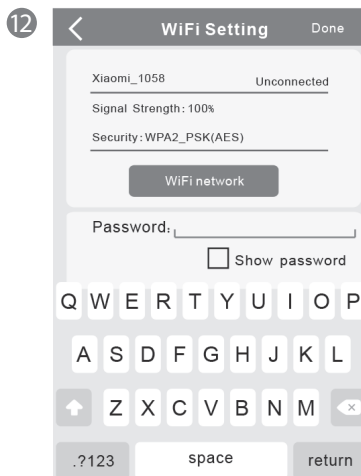 12
WiFi Setting Done
Xiaomi_1058 Unconnected
Signal Strength:100%
Security:WPA2_PSK(AES)
WiFi network
Password:
Show password
Q W E R T Y U I O P
A S D F G H J K L
Z X C V B N M
.?123 space return